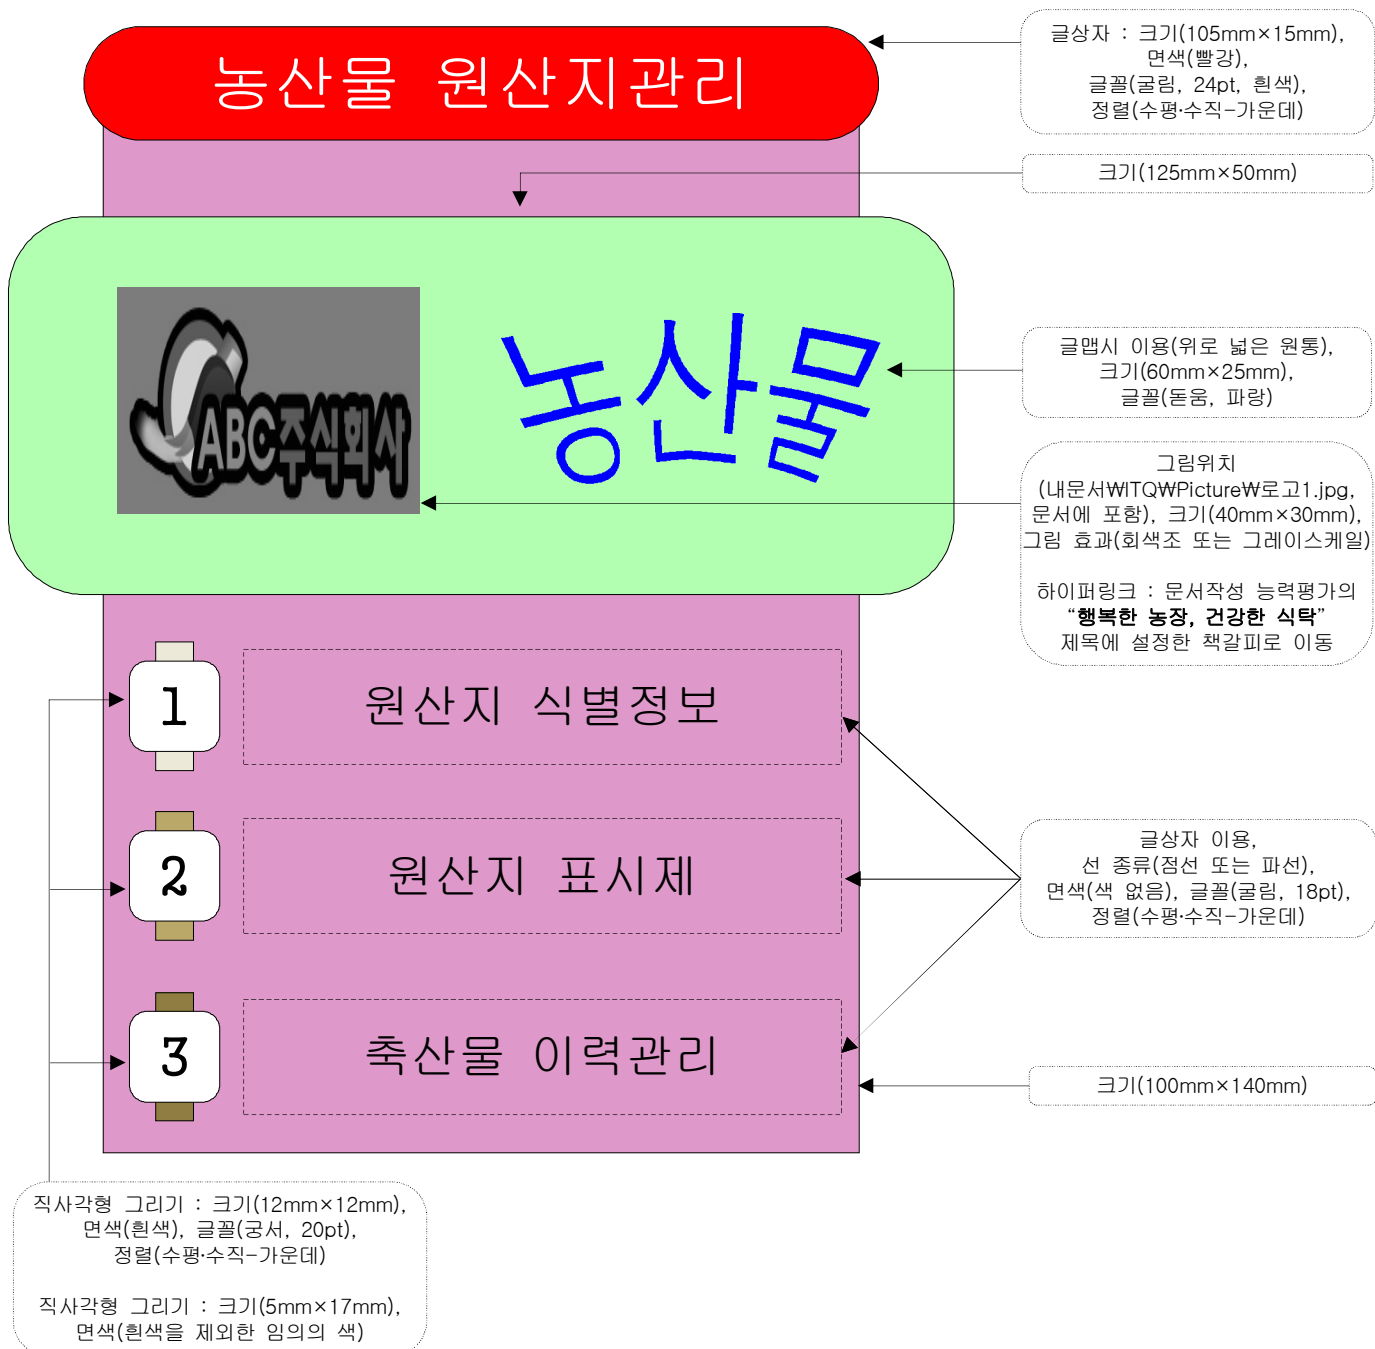 농산물 원산지관리
글상자 : 크기(105mm×15mm),
면색(빨강),
글꼴(굴림, 24pt, 흰색),
정렬(수평·수직-가운데)
크기(125mm×50mm)
ABC주식회사
농산물
글맵시 이용(위로 넓은 원통),
크기(60mm×25mm),
글꼴(돋움, 파랑)
그림위치
(내문서₩ITQ₩Picture₩로고1.jpg,
문서에 포함), 크기(40mm×30mm),
그림 효과(회색조 또는 그레이스케일)
하이퍼링크 : 문서작성 능력평가의
“행복한 농장, 건강한 식탁”
제목에 설정한 책갈피로 이동
1
원산지 식별정보
2
원산지 표시제
글상자 이용,
선 종류(점선 또는 파선),
면색(색 없음), 글꼴(굴림, 18pt),
정렬(수평·수직-가운데)
3
축산물 이력관리
크기(100mm×140mm)
직사각형 그리기 : 크기(12mm×12mm),
면색(흰색), 글꼴(궁서, 20pt),
정렬(수평·수직-가운데)
직사각형 그리기 : 크기(5mm×17mm),
면색(흰색을 제외한 임의의 색)